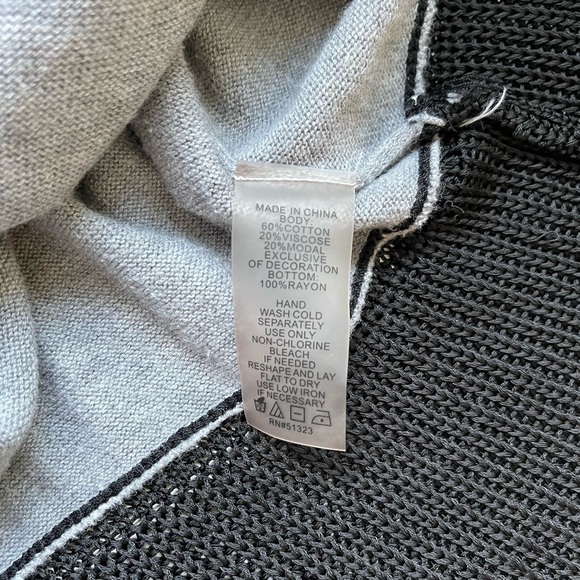 MADE IN CHINA
BODY:
60%COTTON
20%VISCOSE
20%MODAL
EXCLUSIVE
OF DECORATION
BOTTOM:
100%RAYON
HAND
WASH COLD
SEPARATELY
USE ONLY
NON-CHLORINE
BLEACH
IF NEEDED
RESHAPE AND LAY
FLAT TO DRY
USE LOW IRON
IF NECESSARY
RN#51323